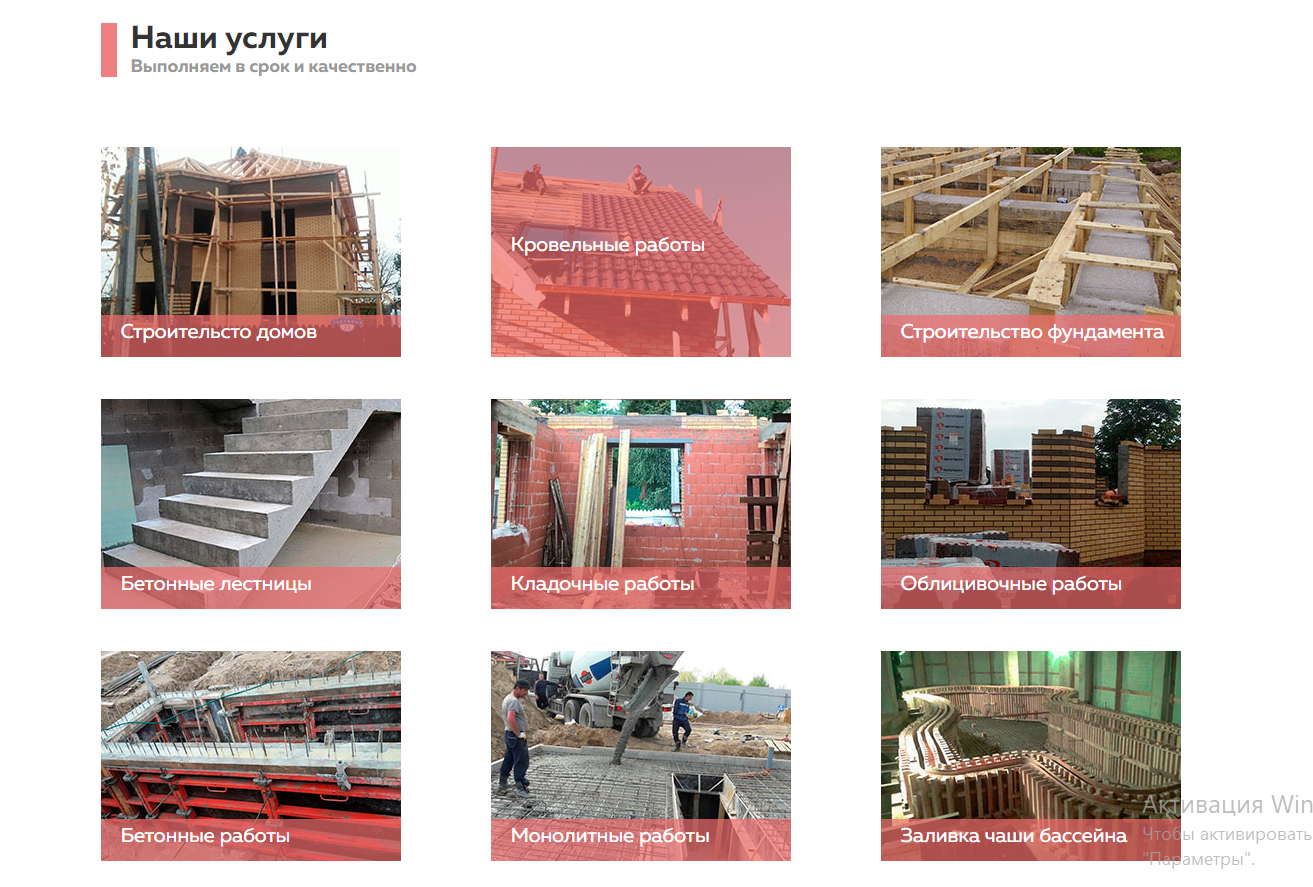 Наши услуги
Выполняем в срок и качественно
Строительсто домов
Кровельные работы
Строительство фундамента
Бетонные лестницы
Кладочные работы
Облицивочные работы
Бетонные работы
Монолитные работы
Заливка чаши бассейна
Активация Win
Чтобы активировать
"Параметры".